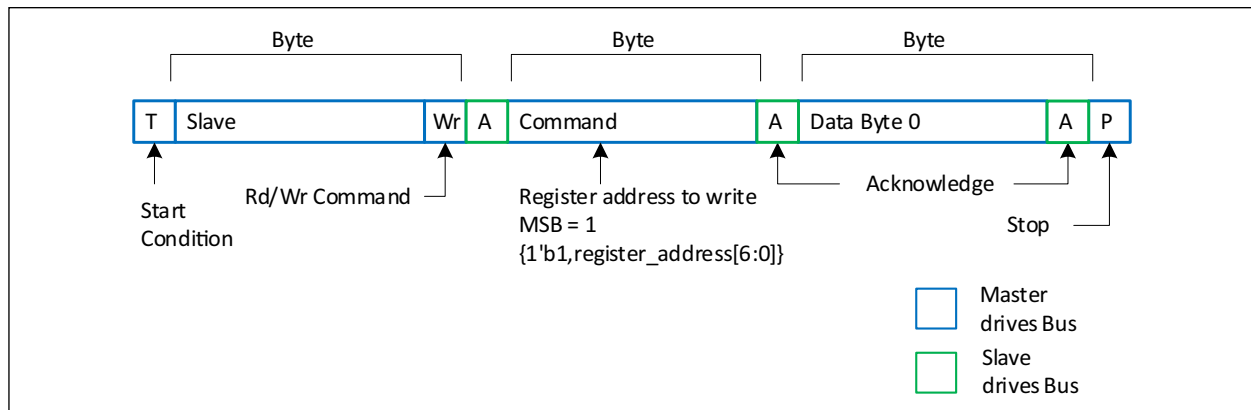 Byte Byte Byte
T Slave Wr A Command A Data Byte 0 A P
Rd/Wr Command
Start
Condition
Register address to write
MSB = 1
{1'b1,register_address[6:0]}
Acknowledge
Stop
Master
drives Bus
Slave
drives Bus